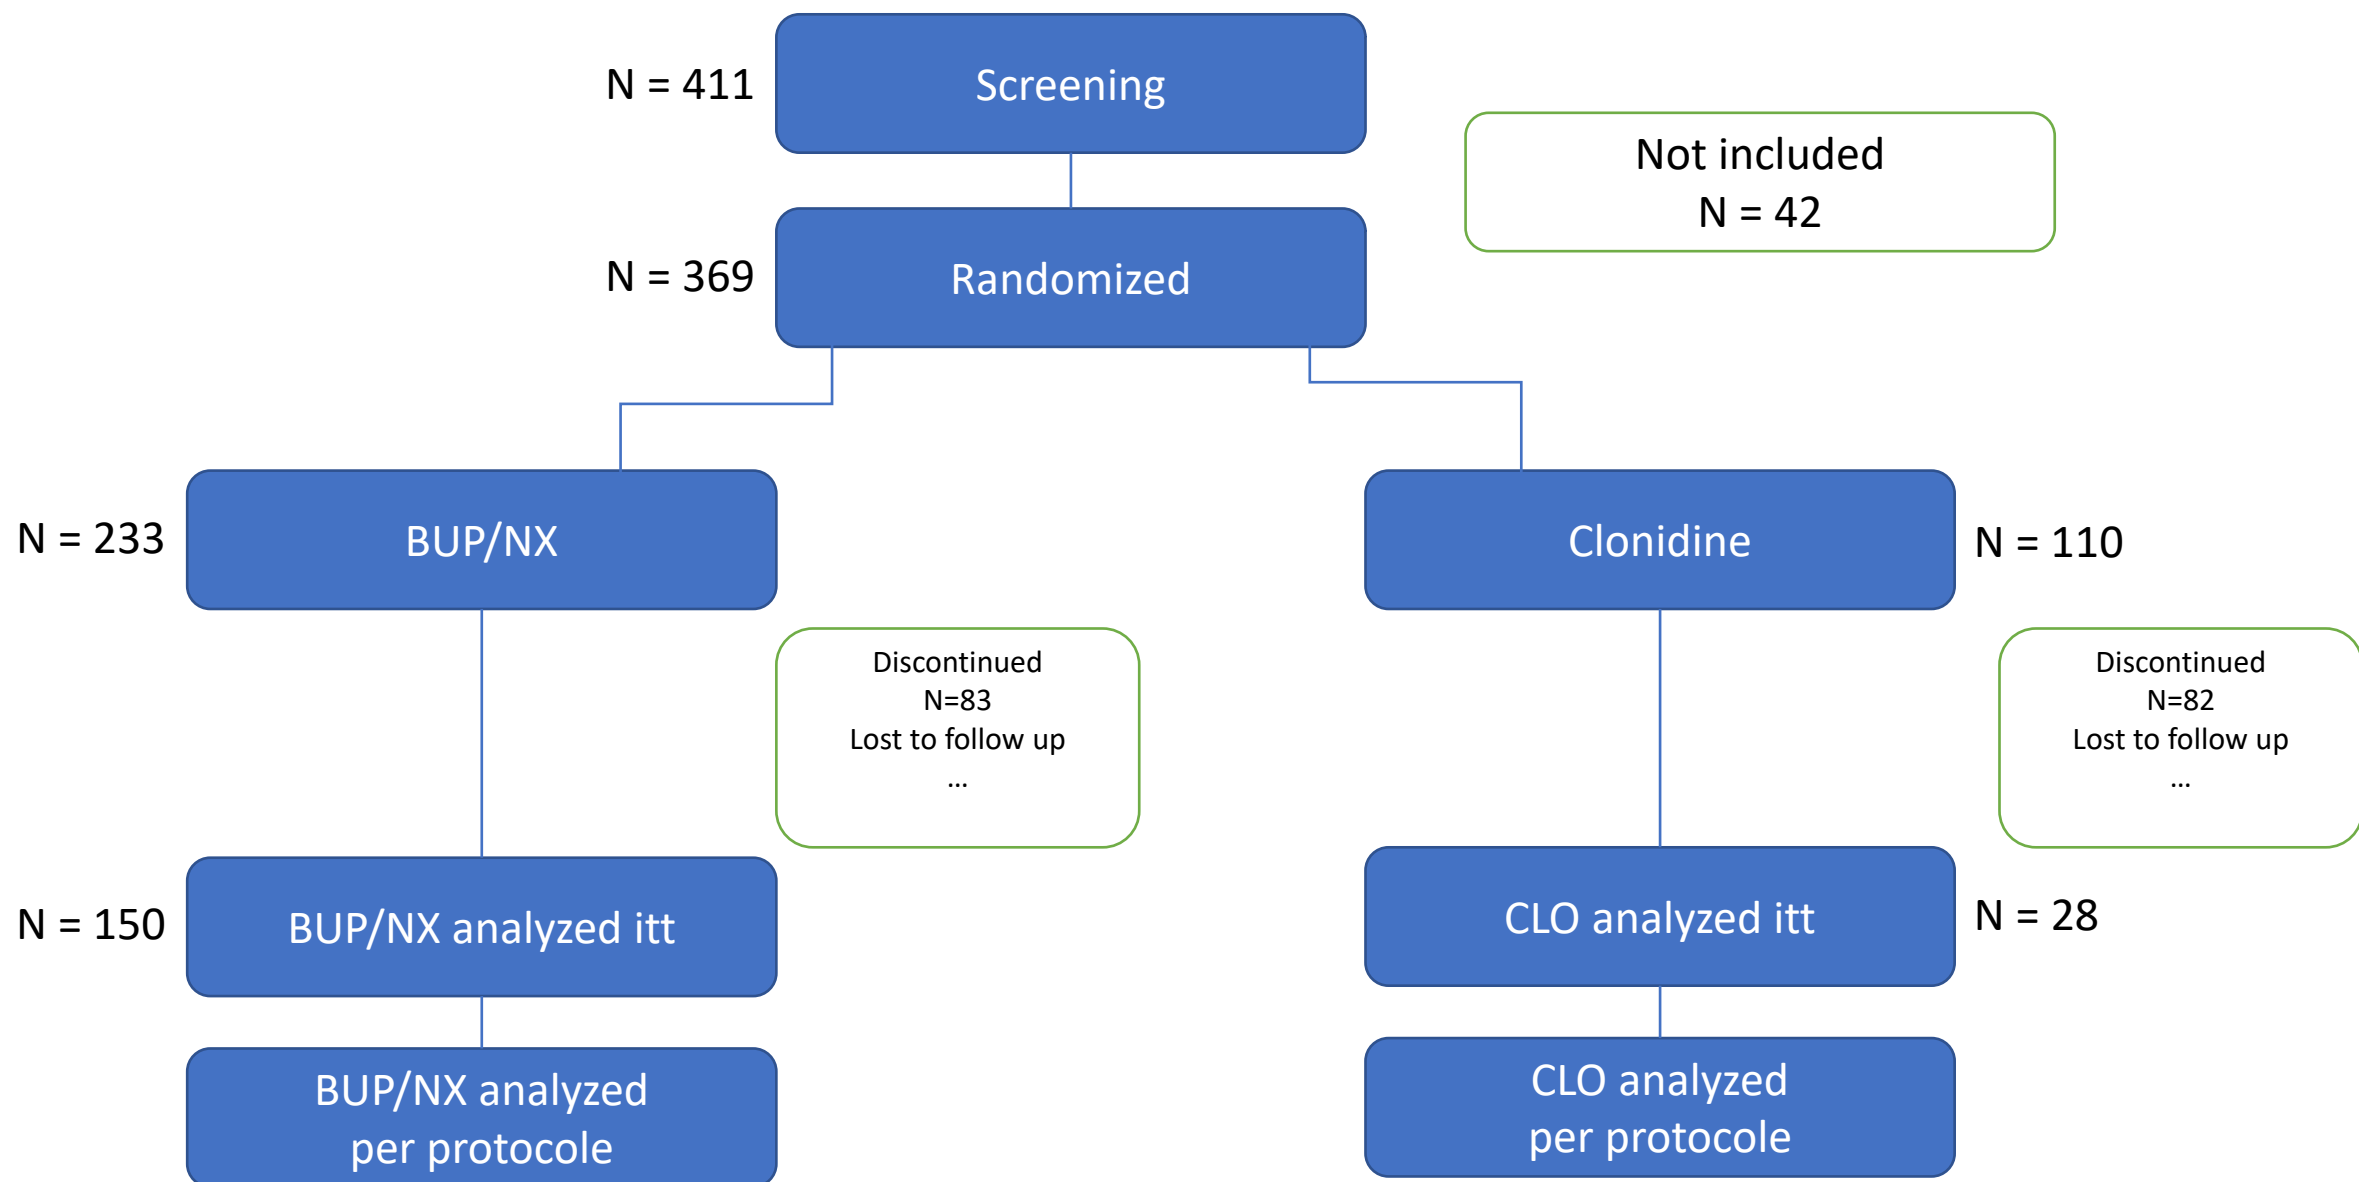 N = 411
Screening
Not included
N = 42
N = 369
Randomized
N = 233
BUP/NX
Clonidine
N = 110
Discontinued
N=83
Lost to follow up
...
Discontinued
N=82
Lost to follow up
...
N = 150
BUP/NX analyzed itt
CLO analyzed itt
N = 28
BUP/NX analyzed
per protocole
CLO analyzed
per protocole